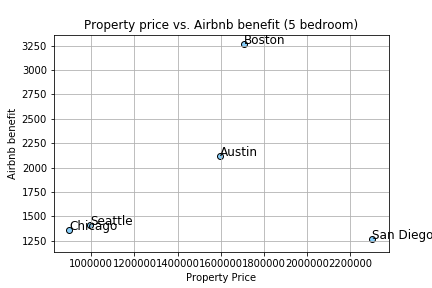 Property price vs. Airbnb benefit (5 bedroom)
Boston
3250
3000
2750
2500
2250
2000
1750
1500
1250
Airbnb benefit
Austin
Seattle
Chicago
San Diego
1000000 1200000 1400000 1600000 1800000 2000000 2200000
Property Price